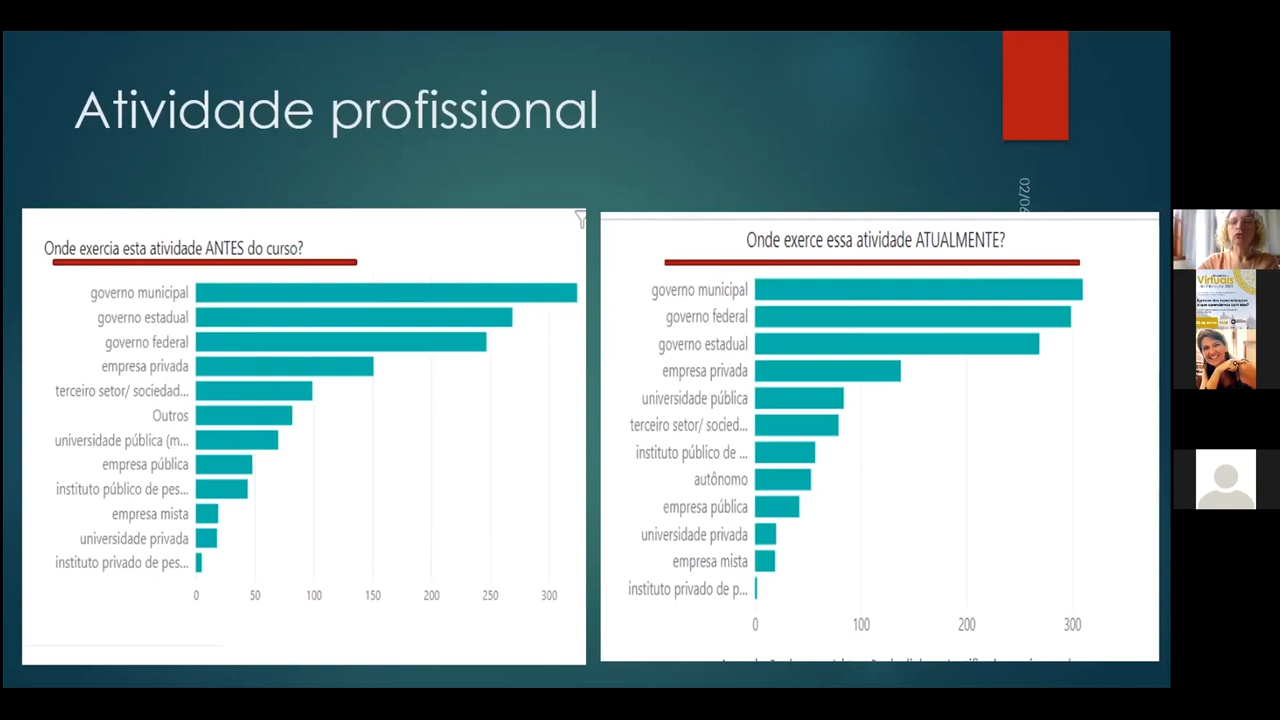 Atividade profissional
02/06
Onde exercia esta atividade ANTES do curso?
governo municipal
governo estadual
governo federal
empresa privada
terceiro setor/ sociedad...
Outros
universidade pública (m...
empresa pública
instituto público de pes...
empresa mista
universidade privada
instituto privado de pes...
0 50 100 150 200 250 300
Onde exerce essa atividade ATUALMENTE?
governo municipal
governo federal
governo estadual
empresa privada
universidade pública
terceiro setor/ socied...
instituto público de ...
autônomo
empresa pública
universidade privada
empresa mista
instituto privado de p...
0 100 200 300
Virtuais